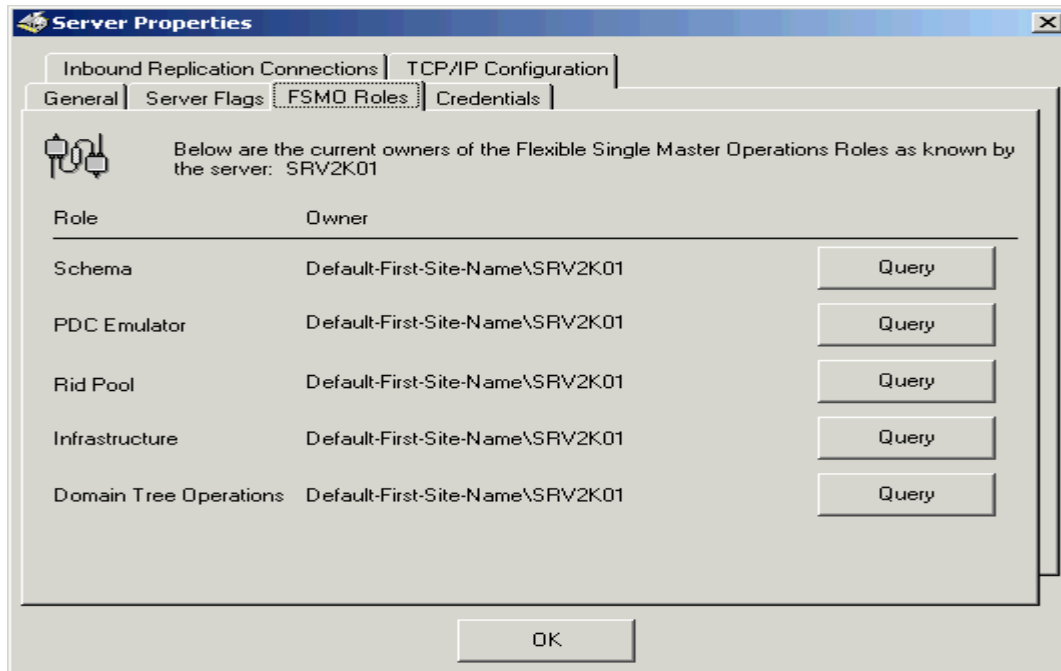 Server Properties
Inbound Replication Connections TCP/IP Configuration
General Server Flags FSMO Roles Credentials
Below are the current owners of the Flexible Single Master Operations Roles as known by
the server: SRV2K01
Role Owner
Schema Default-First-Site-Name\SRV2K01 Query
PDC Emulator Default-First-Site-Name\SRV2K01 Query
Rid Pool Default-First-Site-Name\SRV2K01 Query
Infrastructure Default-First-Site-Name\SRV2K01 Query
Domain Tree Operations Default-First-Site-Name\SRV2K01 Query
OK